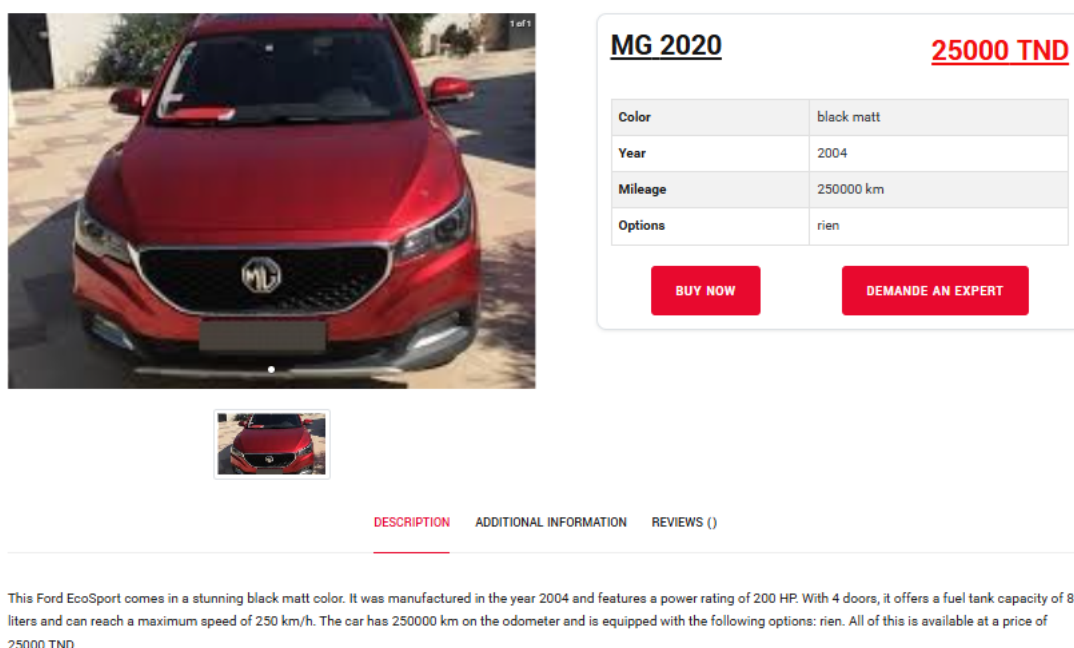 1 of 1
MG 2020
25000 TND
Color black matt
Year 2004
Mileage 250000 km
Options rien
BUY NOW DEMANDE AN EXPERT
MG
DESCRIPTION ADDITIONAL INFORMATION REVIEWS ()
This Ford EcoSport comes in a stunning black matt color. It was manufactured in the year 2004 and features a power rating of 200 HP. With 4 doors, it offers a fuel tank capacity of 8
liters and can reach a maximum speed of 250 km/h. The car has 250000 km on the odometer and is equipped with the following options: rien. All of this is available at a price of
25000 TND